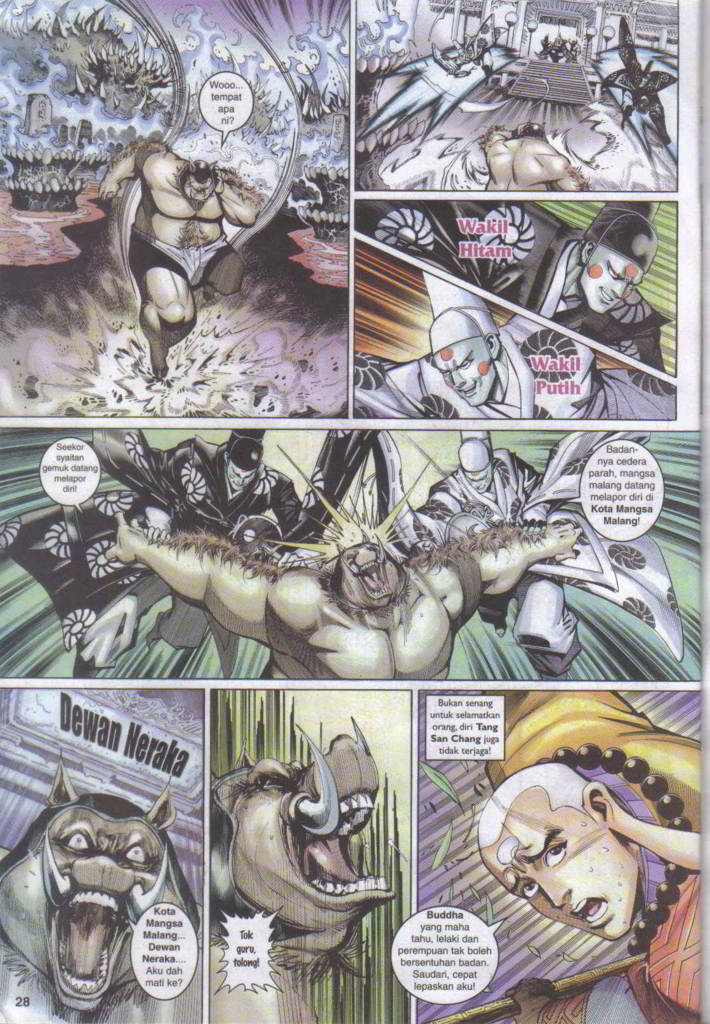 Wooo...
tempat
apa
ni?
Wakil
Hitam
Wakil
Putih
Seekor
syaitan
gemuk datang
melapor
diri!
Badan-
nya cedera
parah, mangsa
malang datang
melapor diri di
Kota Mangsa
Malang!
Dewan Neraka
Kota
Mangsa
Malang...
Dewan
Neraka....
Aku dah
mati ke?
Tok
guru,
tolong!
Bukan senang
untuk selamatkan
orang, diri Tang
San Chang juga
tidak terjaga!
Buddha
yang maha
tahu, lelaki dan
perempuan tak boleh
bersentuhan badan.
Saudari, cepat
lepaskan aku!
28